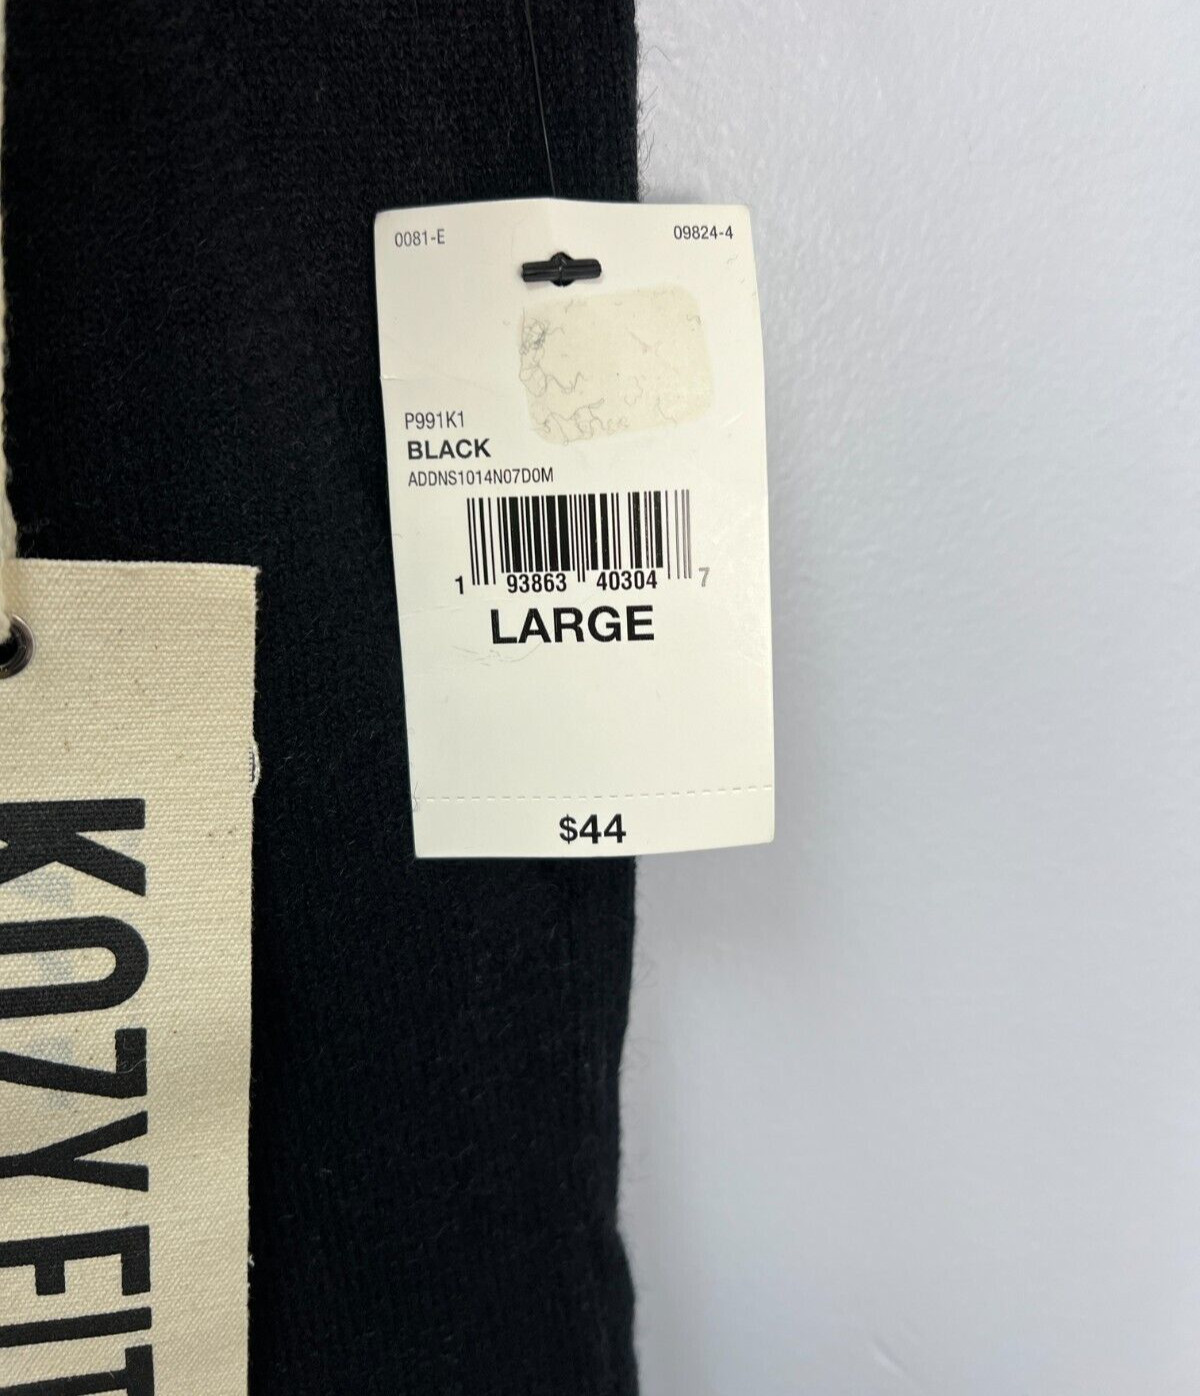 0081-E
09824-4
P991K1
BLACK
ADDNS1014N07D0M
1 93863 40304 7
LARGE
$44
KOZY FIT